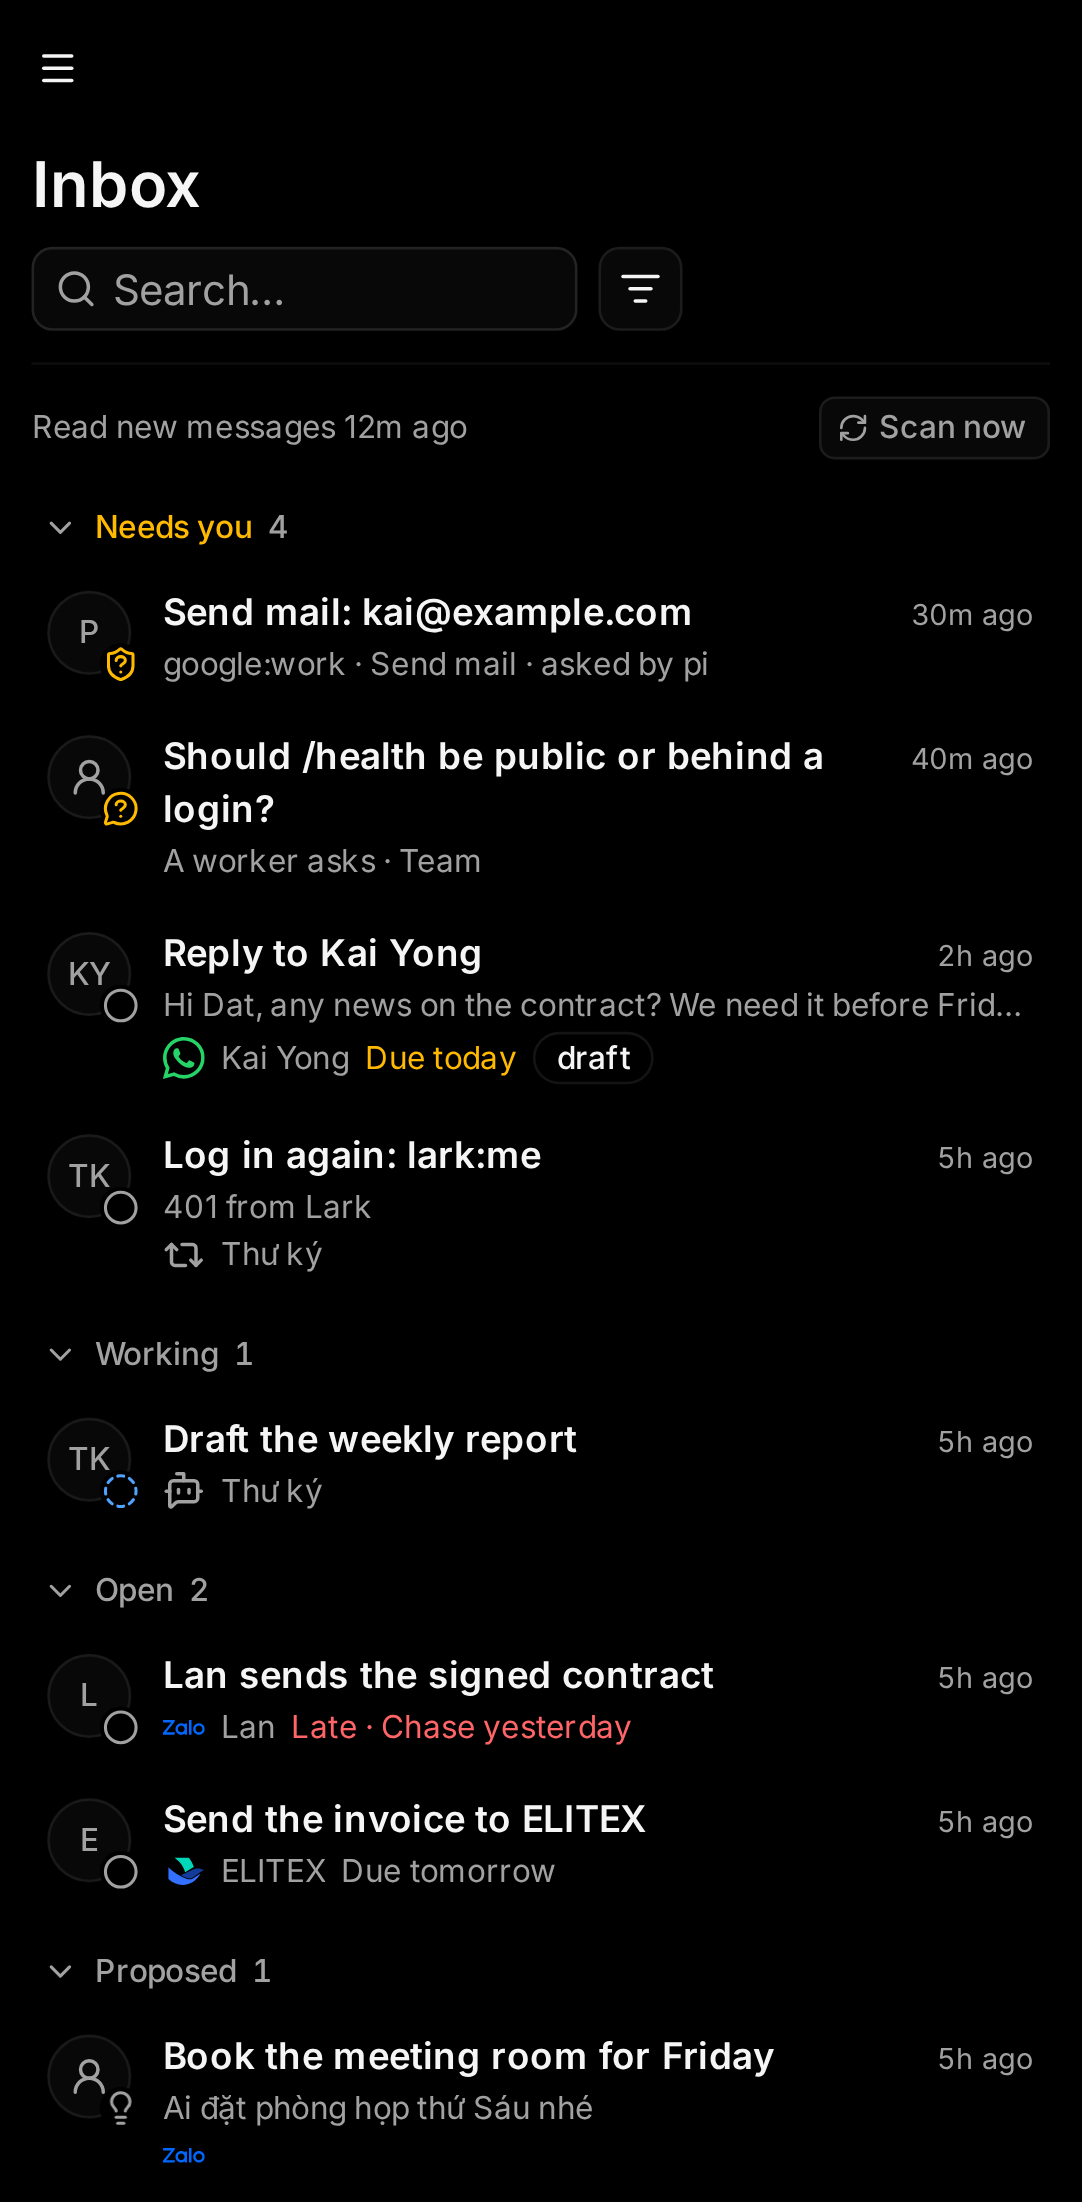 Inbox
Search...
Read new messages 12m ago
Scan now
Needs you 4
P
Send mail: kai@example.com
30m ago
google:work · Send mail · asked by pi
Should /health be public or behind a
login?
40m ago
A worker asks · Team
KY
Reply to Kai Yong
2h ago
Hi Dat, any news on the contract? We need it before Frid...
Kai Yong Due today draft
TK
Log in again: lark:me
5h ago
401 from Lark
Thư ký
Working 1
TK
Draft the weekly report
5h ago
Thư ký
Open 2
L
Lan sends the signed contract
5h ago
Zalo Lan Late · Chase yesterday
E
Send the invoice to ELITEX
5h ago
ELITEX Due tomorrow
Proposed 1
Book the meeting room for Friday
5h ago
Ai đặt phòng họp thứ Sáu nhé
Zalo